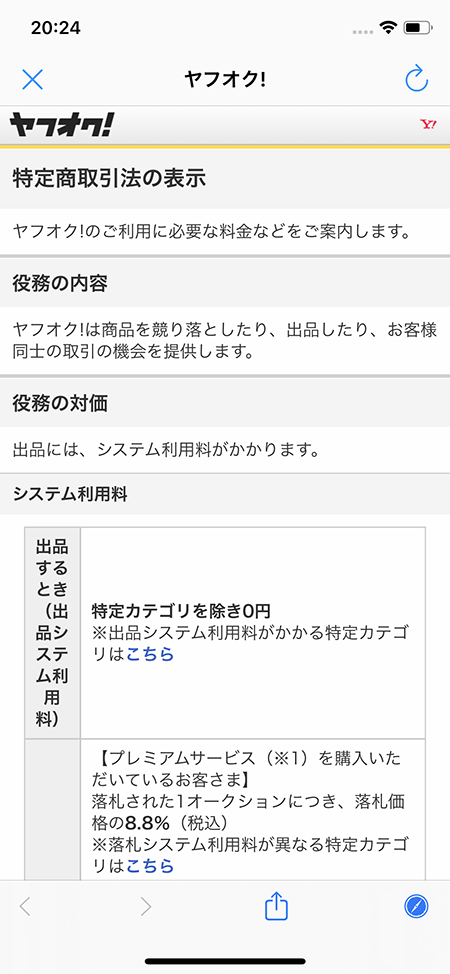 20:24
ヤフオク!
ヤフオク!
Y?
特定商取引法の表示
ヤフオク!のご利用に必要な料金などをご案内します。
役務の内容
ヤフオク!は商品を競り落としたり、出品したり、お客様
同士の取引の機会を提供します。
役務の対価
出品には、システム利用料がかかります。
システム利用料
出品
する
とき
（出
品シス
テム利
用
料）
特定カテゴリを除き0円
※出品システム利用料がかかる特定カテゴ
リはこちら
【プレミアムサービス（※1）を購入いた
だいているお客さま】
落札された1オークションにつき、落札価
格の8.8%（税込）
※落札システム利用料が異なる特定カテゴ
リはこちら